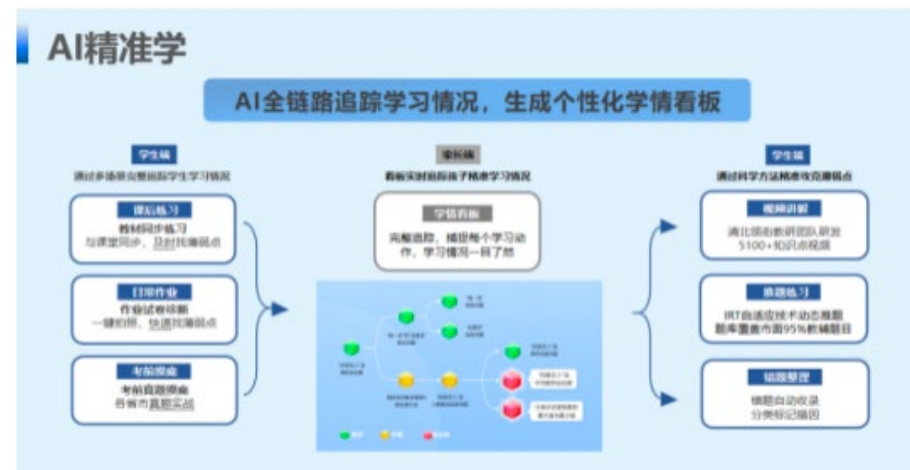 AI精准学
AI全链路追踪学习情况，生成个性化学情看板
学生端
通过多场景完整追踪学生学习情况
课后练习
教材同步练习
与课堂同步，及时找薄弱点
日常作业
作业试卷诊断
一键拍照，快速找薄弱点
考前摸底
考前真题摸底
各省市真题实战
家长端
看板实时追踪孩子精准学习情况
学情看板
完整追踪，捕捉每个学习动
作，学习情况一目了然
学生端
通过科学方法精准攻克薄弱点
视频讲解
清北领衔教研团队研发
5100+知识点视频
推题练习
IRT自适应技术动态推题
题库覆盖市面95%教辅题目
错题整理
错题自动收录
分类标记错因